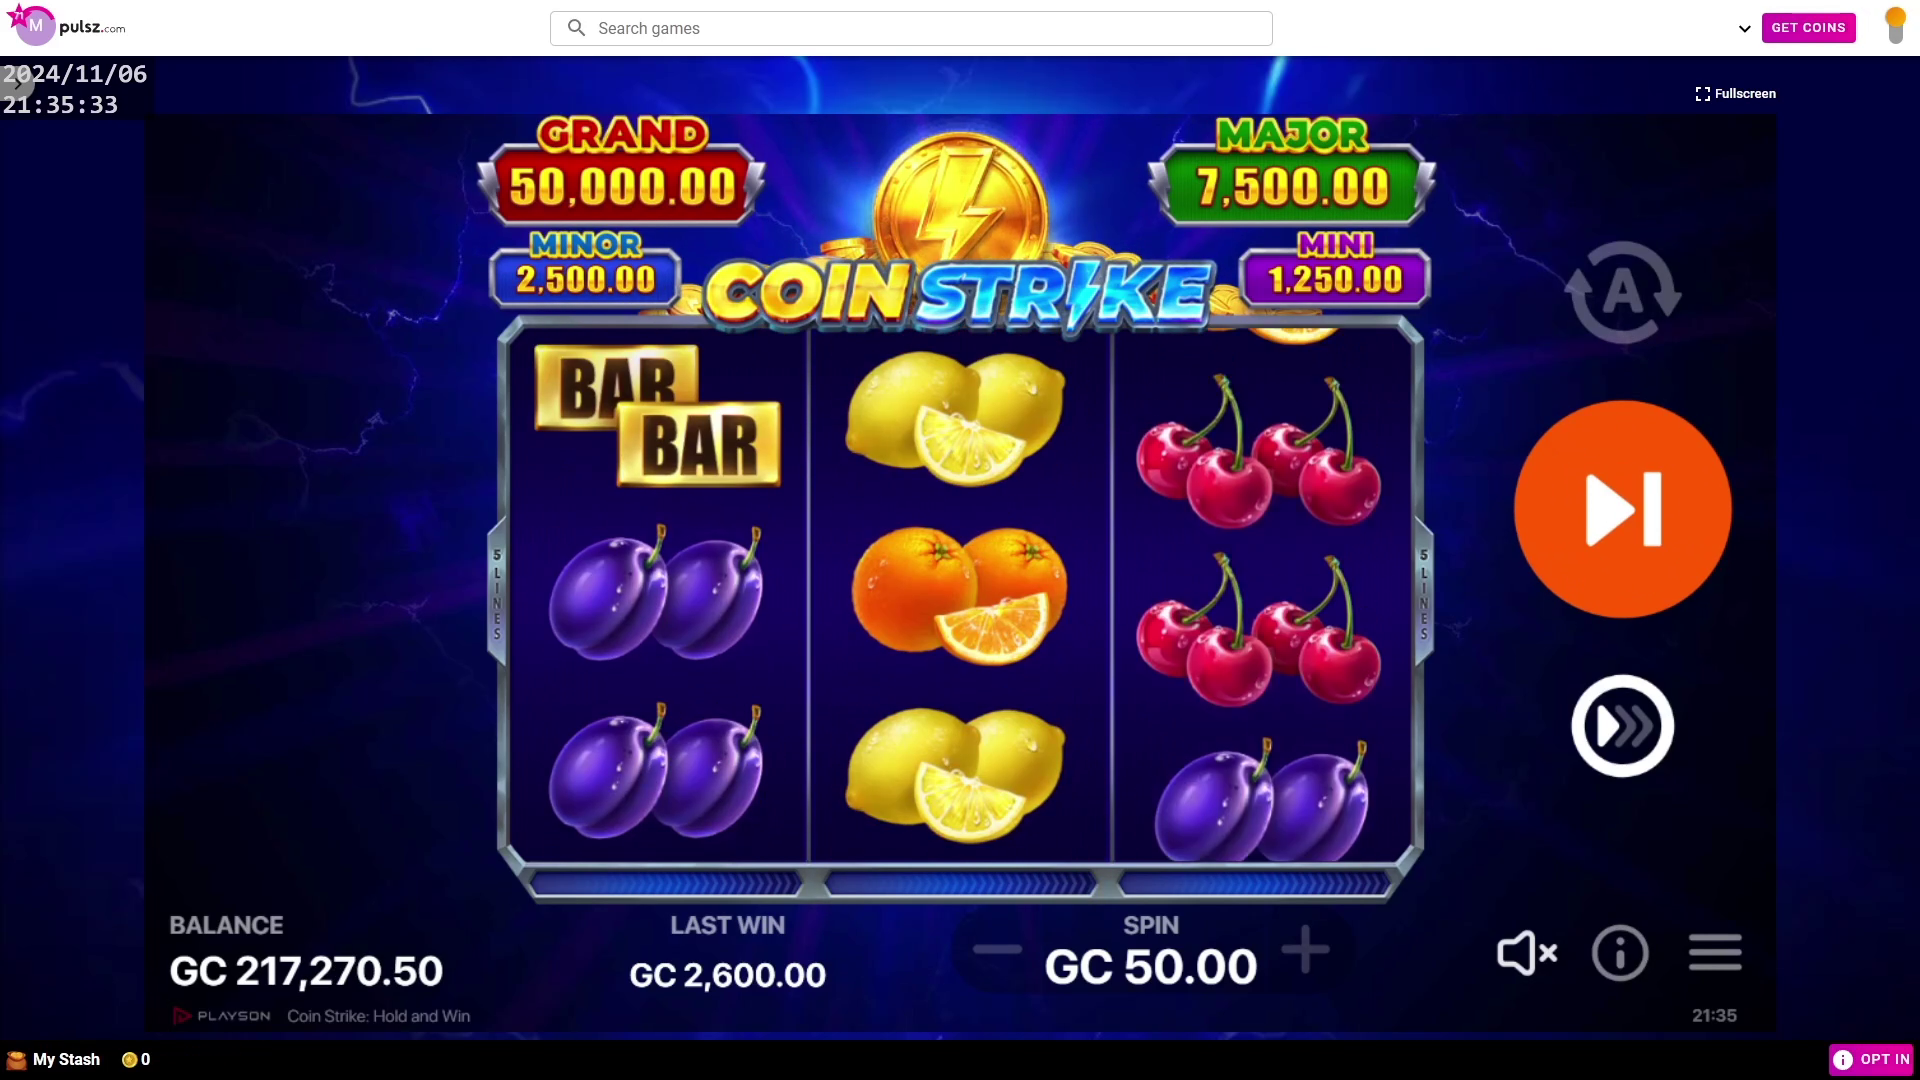 71
M
pulsz.com
Search games
GET COINS
2024/11/06
21:35:33
Fullscreen
GRAND
50,000.00
MAJOR
7,500.00
MINOR
2,500.00
MINI
1,250.00
COIN STRIKE
A
BAR
BAR
5 LINES
5 LINES
BALANCE
GC 217,270.50
LAST WIN
GC 2,600.00
SPIN
GC 50.00
PLAYSON
Coin Strike: Hold and Win
21:35
My Stash
0
OPT IN